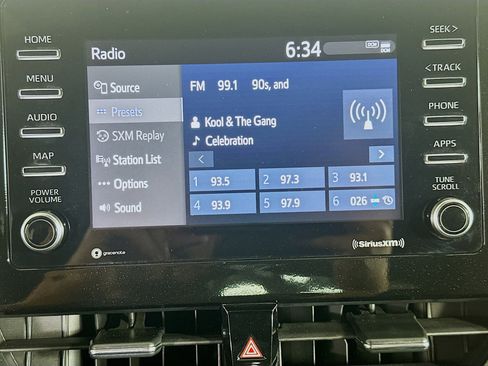 HOME
MENU
AUDIO
MAP
POWER
VOLUME
Radio
6:34
DCM
DCM
Source
Presets
SXM Replay
Station List
Options
Sound
FM 99.1 90s, and
Kool & The Gang
Celebration
< >
1 93.5 2 97.3 3 93.1
4 93.9 5 97.9 6 026
SEEK >
< TRACK
PHONE
APPS
TUNE
SCROLL
gracenote
((SiriusXM))